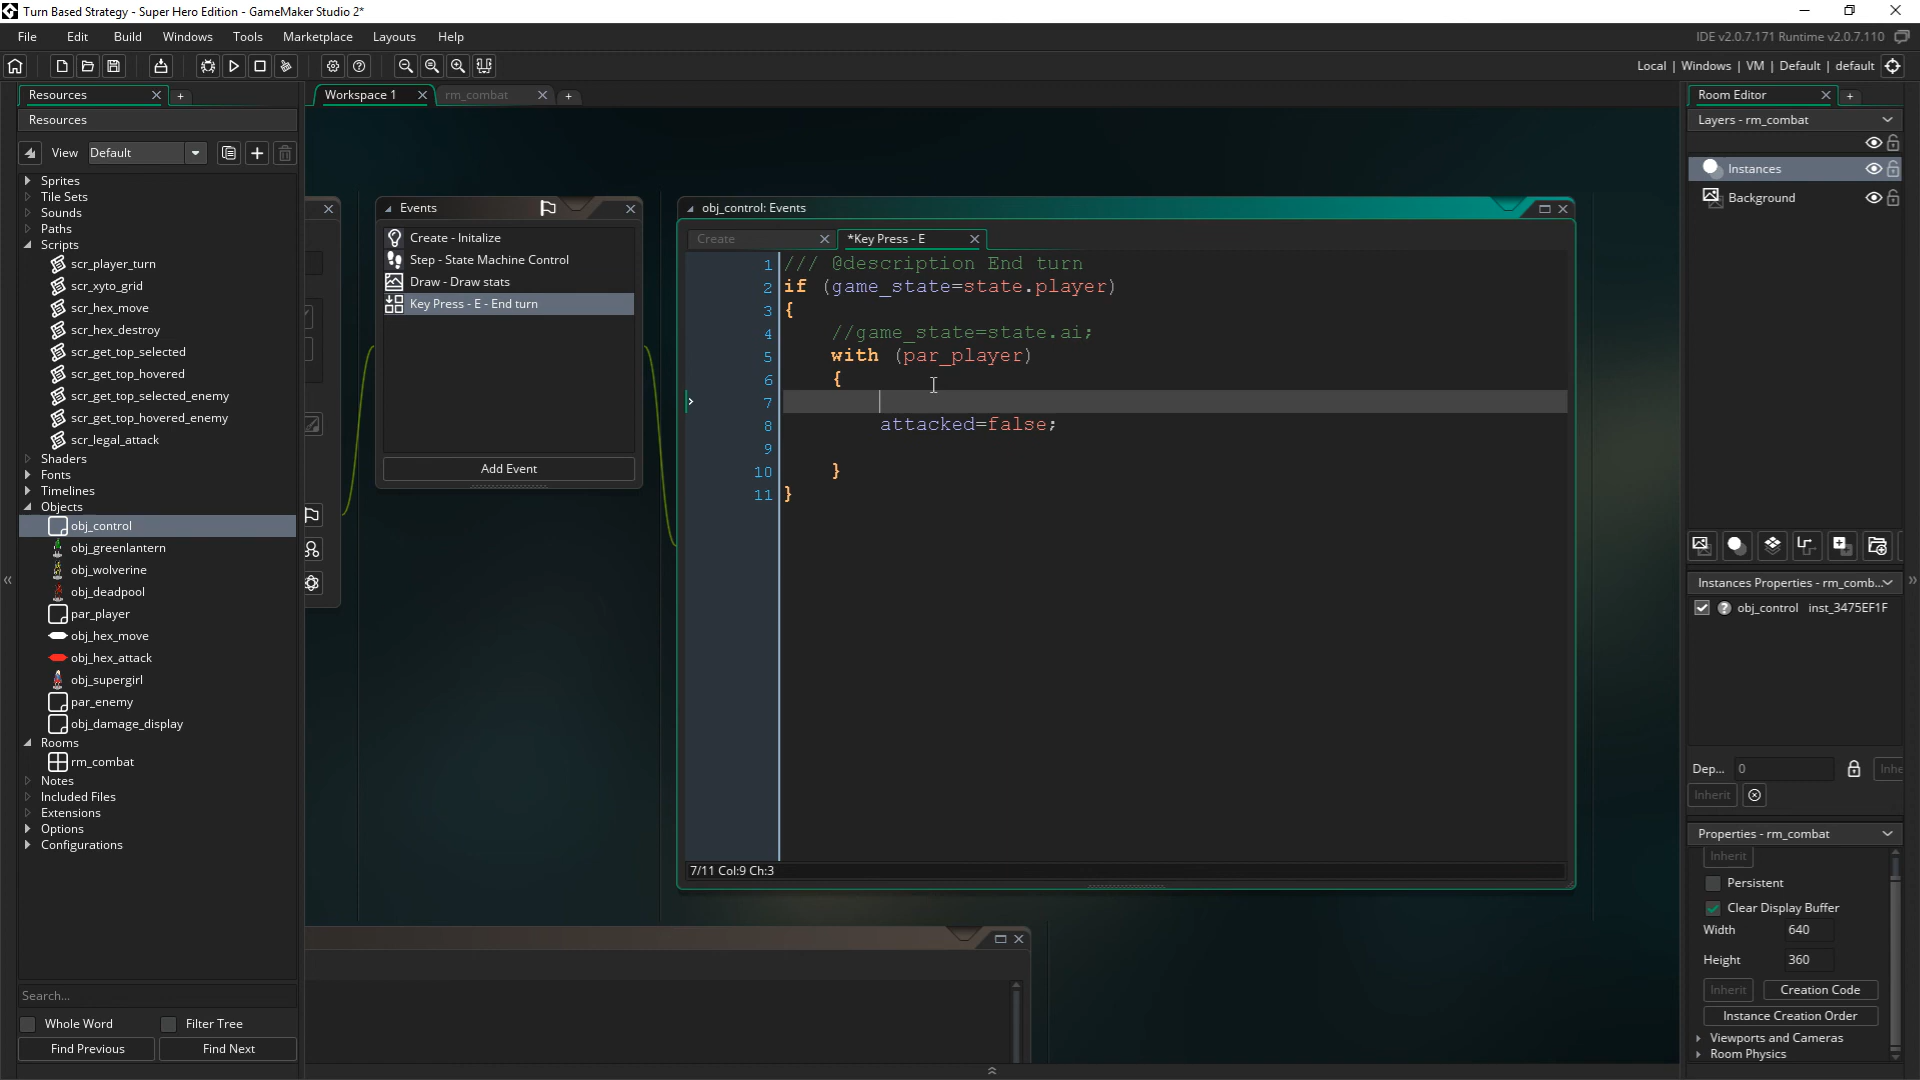 Turn Based Strategy - Super Hero Edition - GameMaker Studio 2*
File Edit Build Windows Tools Marketplace Layouts Help
IDE v2.0.7.171 Runtime v2.0.7.110
Local | Windows | VM | Default | default
Resources
Workspace 1
rm_combat
Room Editor
Resources
Layers - rm_combat
View Default
Instances
Background
Sprites
Tile Sets
Sounds
Paths
Scripts
scr_player_turn
scr_xyto_grid
scr_hex_move
scr_hex_destroy
scr_get_top_selected
scr_get_top_hovered
scr_get_top_selected_enemy
scr_get_top_hovered_enemy
scr_legal_attack
Shaders
Fonts
Timelines
Objects
obj_control
obj_greenlantern
obj_wolverine
obj_deadpool
par_player
obj_hex_move
obj_hex_attack
obj_supergirl
par_enemy
obj_damage_display
Rooms
rm_combat
Notes
Included Files
Extensions
Options
Configurations
Search...
Whole Word
Filter Tree
Find Previous
Find Next
Events
Create - Initalize
Step - State Machine Control
Draw - Draw stats
Key Press - E - End turn
Add Event
obj_control: Events
Create
*Key Press - E
1 /// @description End turn
2 if (game_state=state.player)
3 {
4 //game_state=state.ai;
5 with (par_player)
6 {
7
8 attacked=false;
9
10 }
11 }
7/11 Col:9 Ch:3
Instances Properties - rm_comb...
obj_control inst_3475EF1F
Dep... 0
Inhe
Inherit
Properties - rm_combat
Inherit
Persistent
Clear Display Buffer
Width 640
Height 360
Inherit
Creation Code
Instance Creation Order
Viewports and Cameras
Room Physics